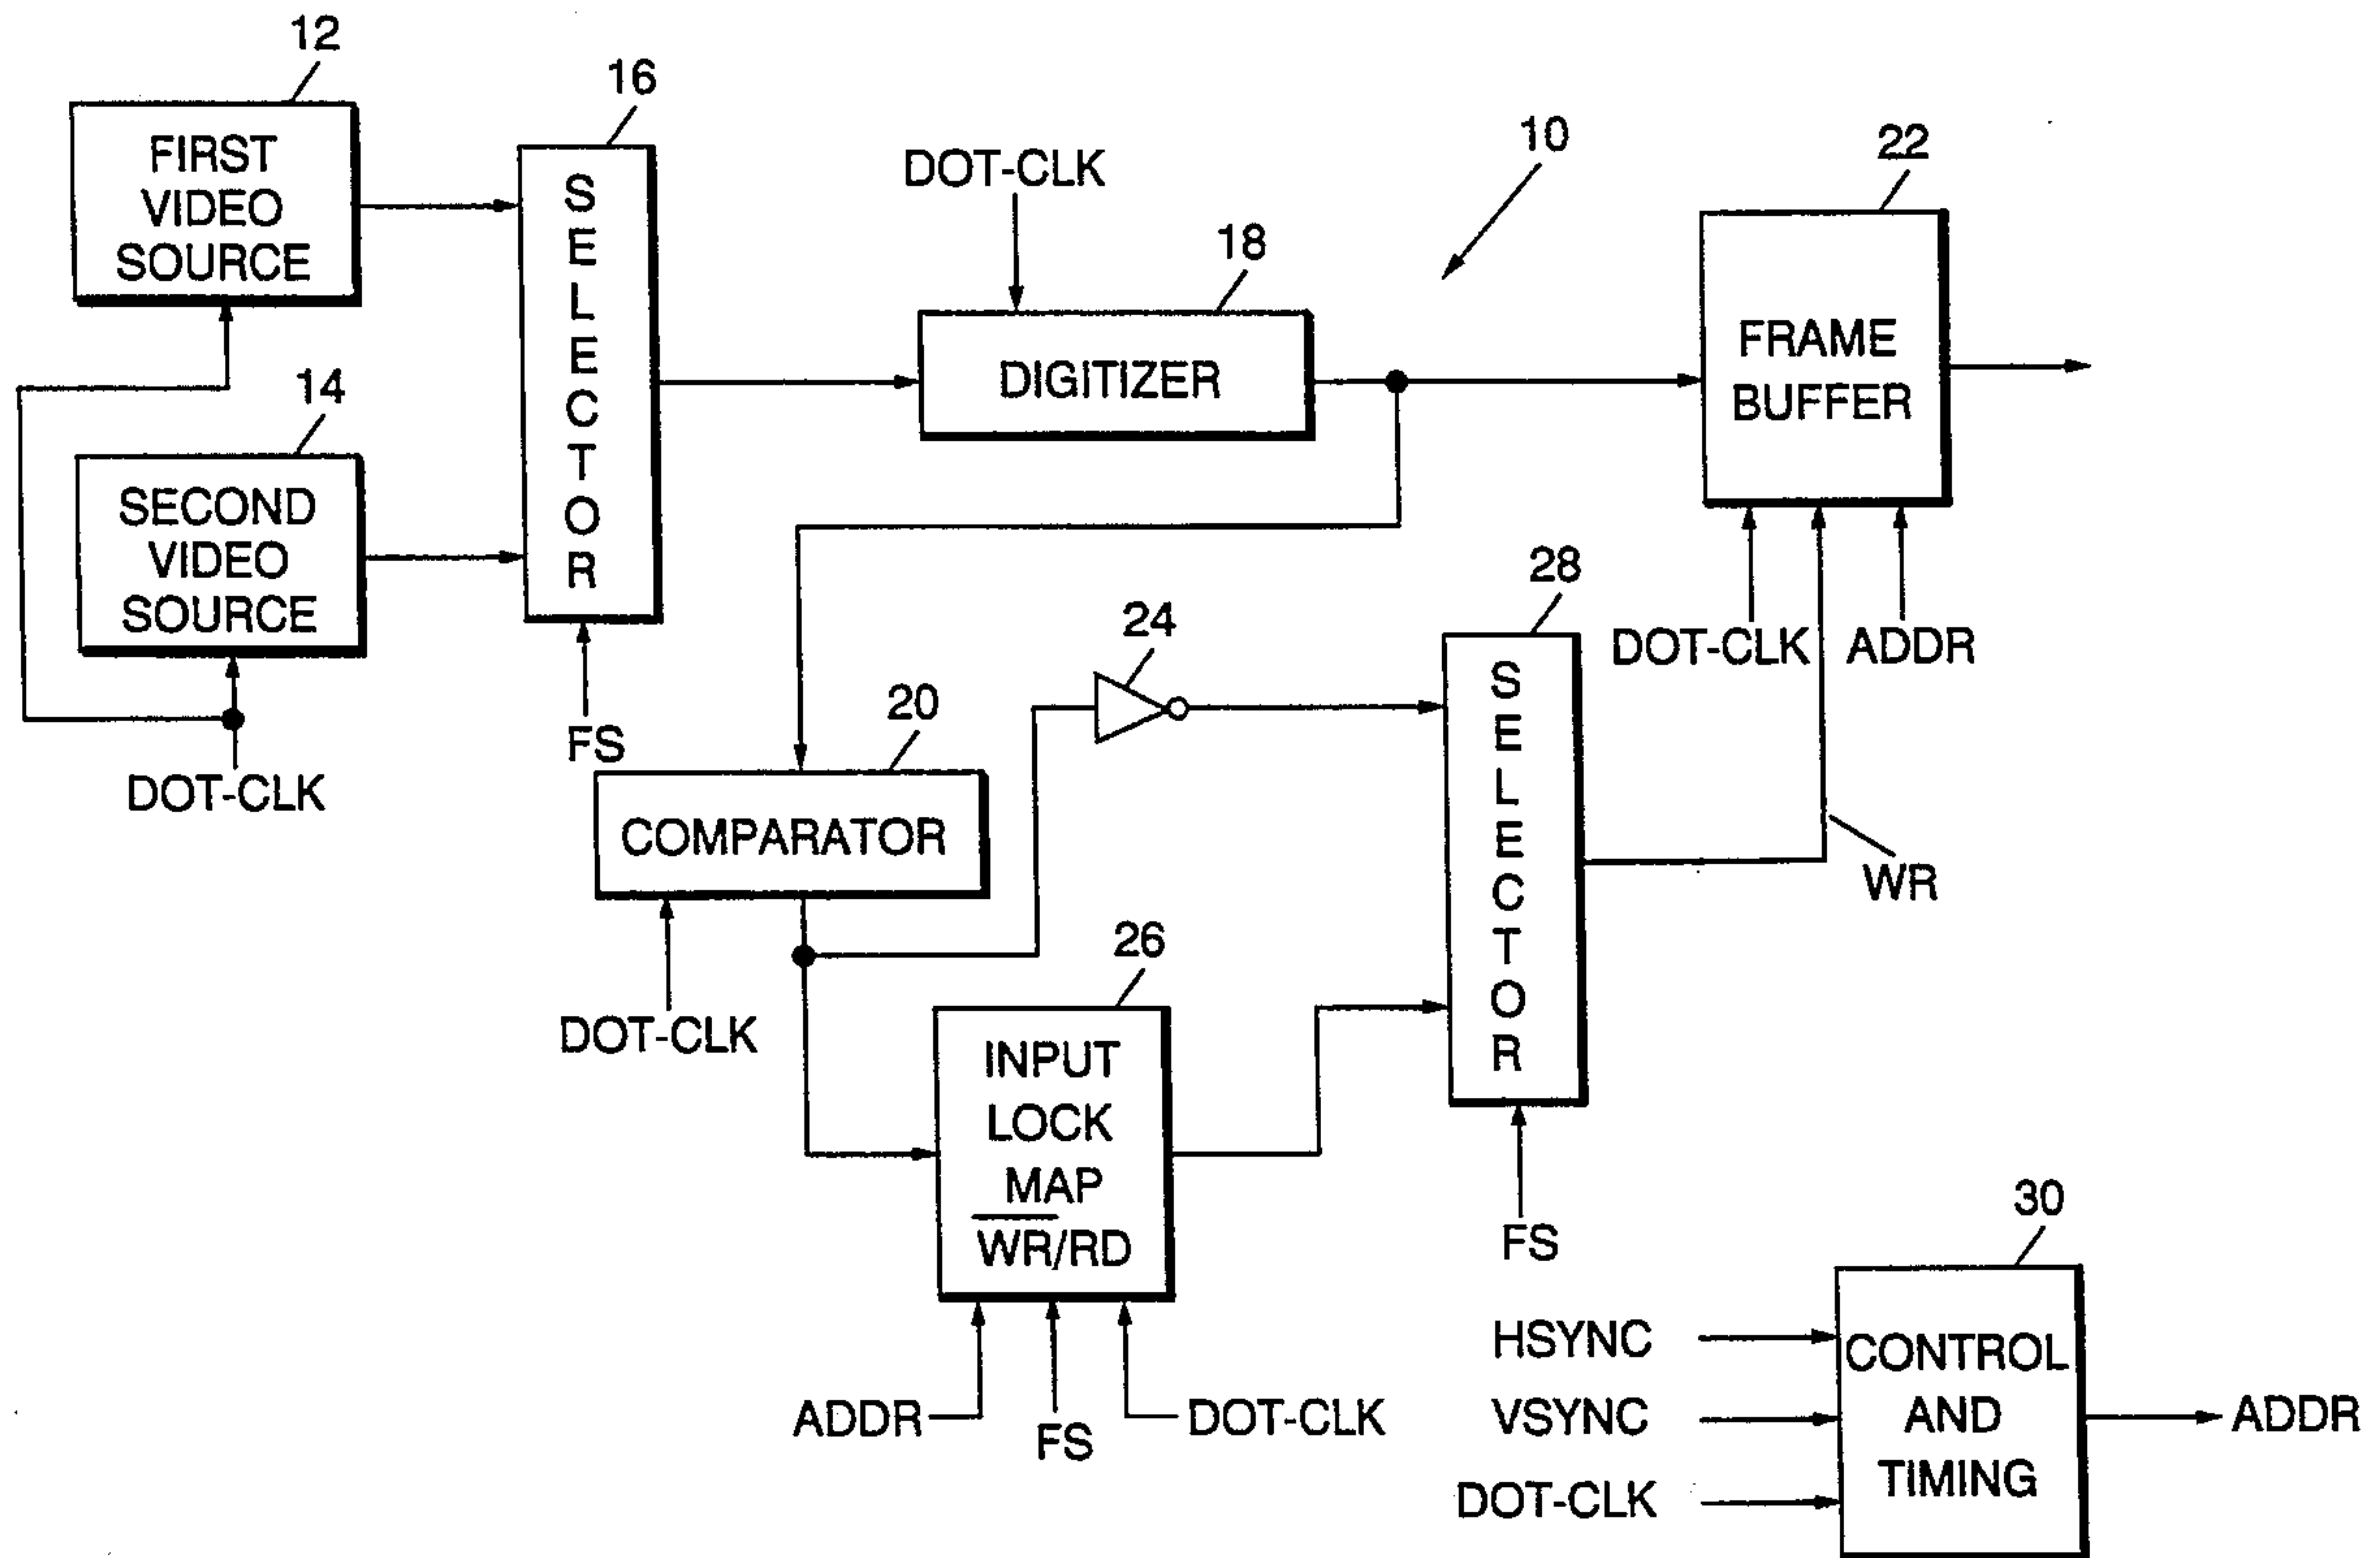 12
FIRST
VIDEO
SOURCE
14
SECOND
VIDEO
SOURCE
DOT-CLK
16
SELECTOR
FS
DOT-CLK
18
DIGITIZER
10
22
FRAME
BUFFER
DOT-CLK
ADDR
WR
20
COMPARATOR
DOT-CLK
24
26
INPUT
LOCK
MAP
W̅R̅/RD
ADDR
FS
DOT-CLK
28
SELECTOR
FS
30
HSYNC
VSYNC
DOT-CLK
CONTROL
AND
TIMING
ADDR